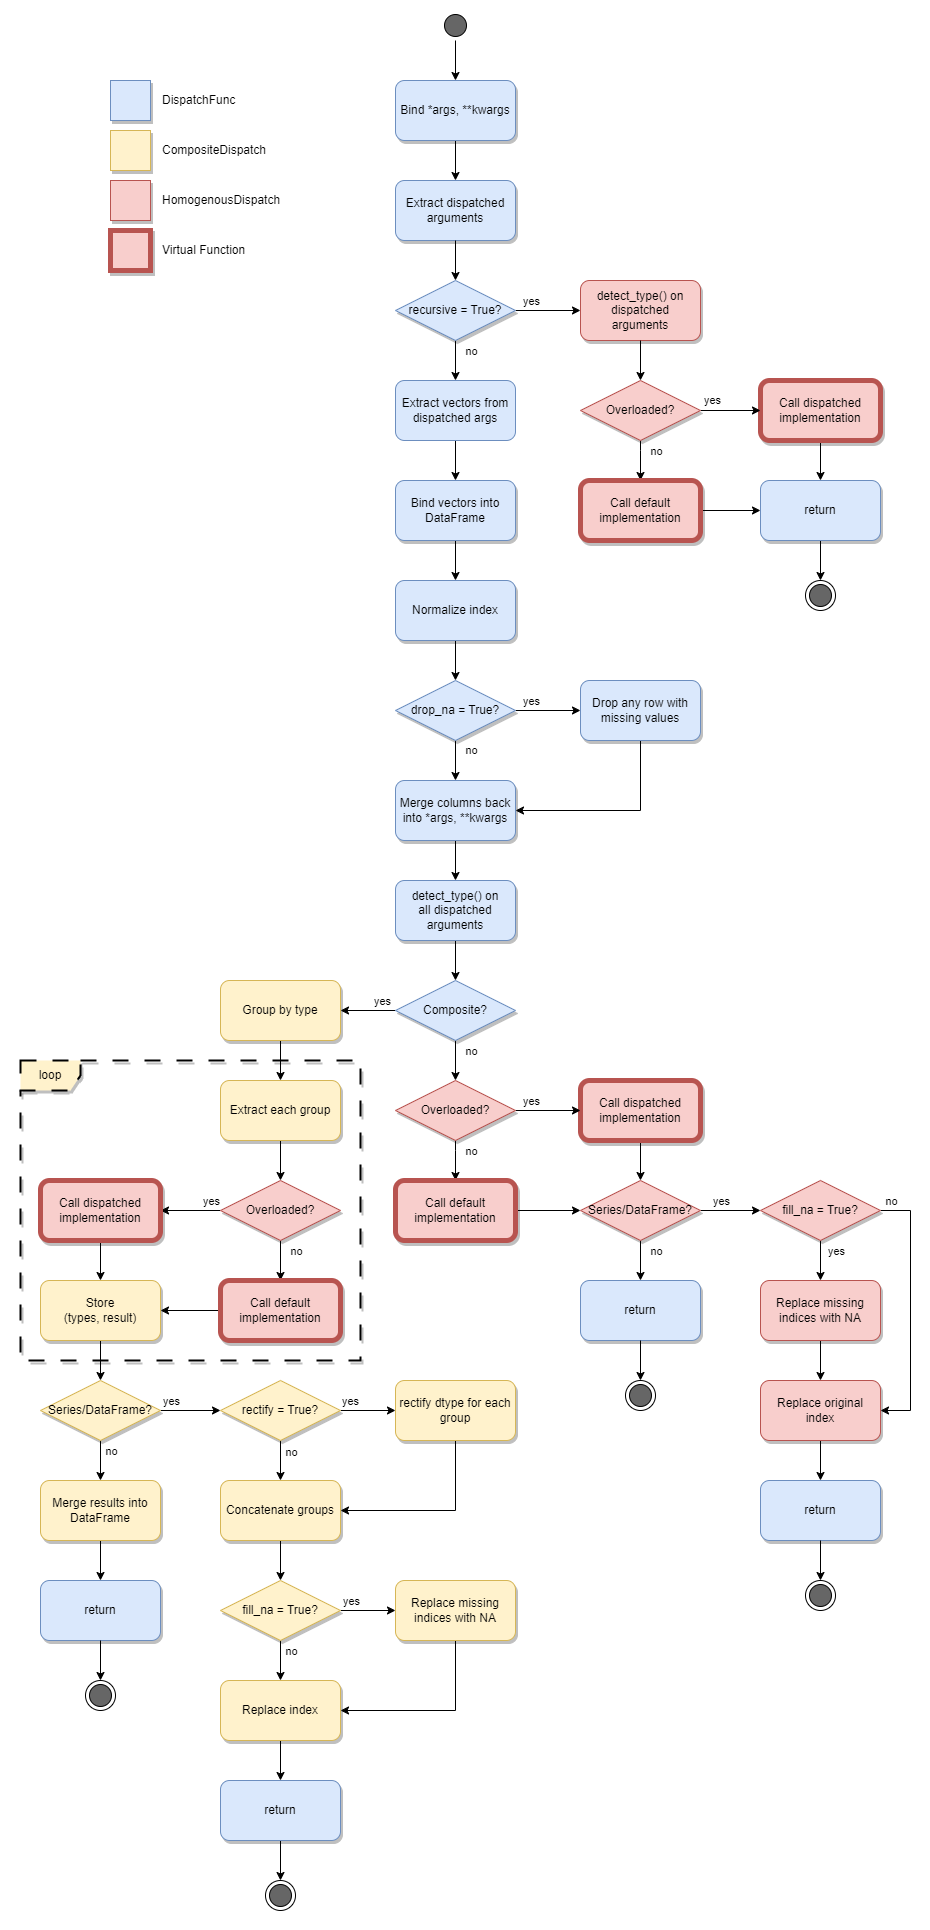 DispatchFunc
CompositeDispatch
HomogenousDispatch
Virtual Function
Bind *args, **kwargs
Extract dispatched
arguments
recursive = True?
yes
no
detect_type() on
dispatched
arguments
Overloaded?
yes
no
Call dispatched
implementation
Call default
implementation
return
Extract vectors from
dispatched args
Bind vectors into
DataFrame
Normalize index
drop_na = True?
yes
no
Drop any row with
missing values
Merge columns back
into *args, **kwargs
detect_type() on
all dispatched
arguments
Composite?
yes
no
Group by type
loop
Extract each group
Overloaded?
yes
no
Call dispatched
implementation
Call default
implementation
Store
(types, result)
Overloaded?
yes
no
Call dispatched
implementation
Call default
implementation
Series/DataFrame?
yes
no
return
fill_na = True?
no
yes
Replace missing
indices with NA
Replace original
index
return
Series/DataFrame?
yes
no
Merge results into
DataFrame
return
rectify = True?
yes
no
rectify dtype for each
group
Concatenate groups
fill_na = True?
yes
no
Replace missing
indices with NA
Replace index
return